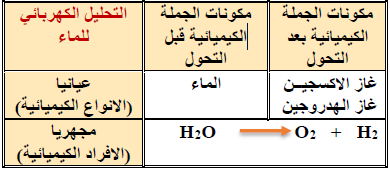 التحليل الكهربائي
للماء
مكونات الجملة
الكيميائية قبل
التحول
مكونات الجملة
الكيميائية بعد
التحول
عيانيا
(الانواع الكيميائية)
الماء
غاز الاكسجيـن
غاز الهدروجين
مجهريا
(الافراد الكيميائية)
H2O → O2 + H2